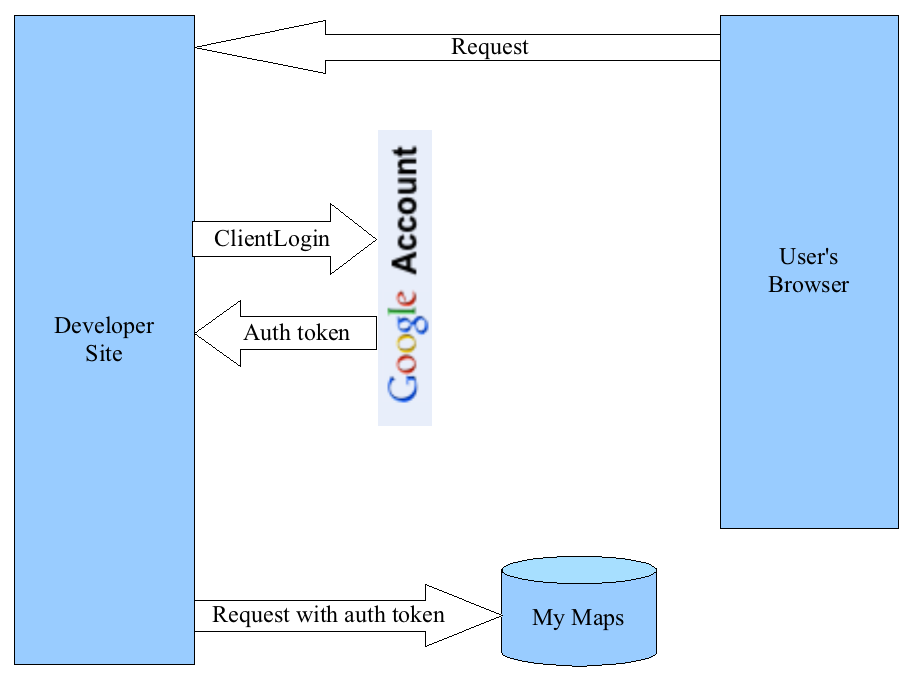 Request
ClientLogin
Google Account
Auth token
Developer
Site
User's
Browser
Request with auth token
My Maps